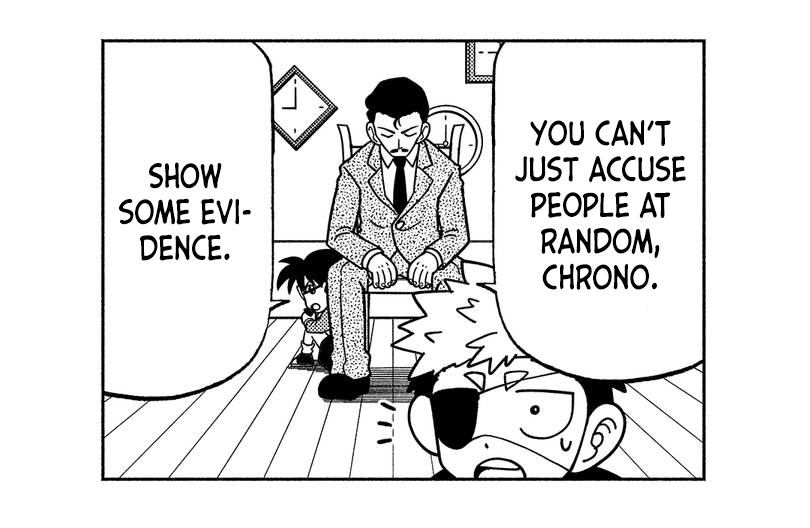 YOU CAN'T
JUST ACCUSE
PEOPLE AT
RANDOM,
CHRONO.
SHOW
SOME EVI-
DENCE.